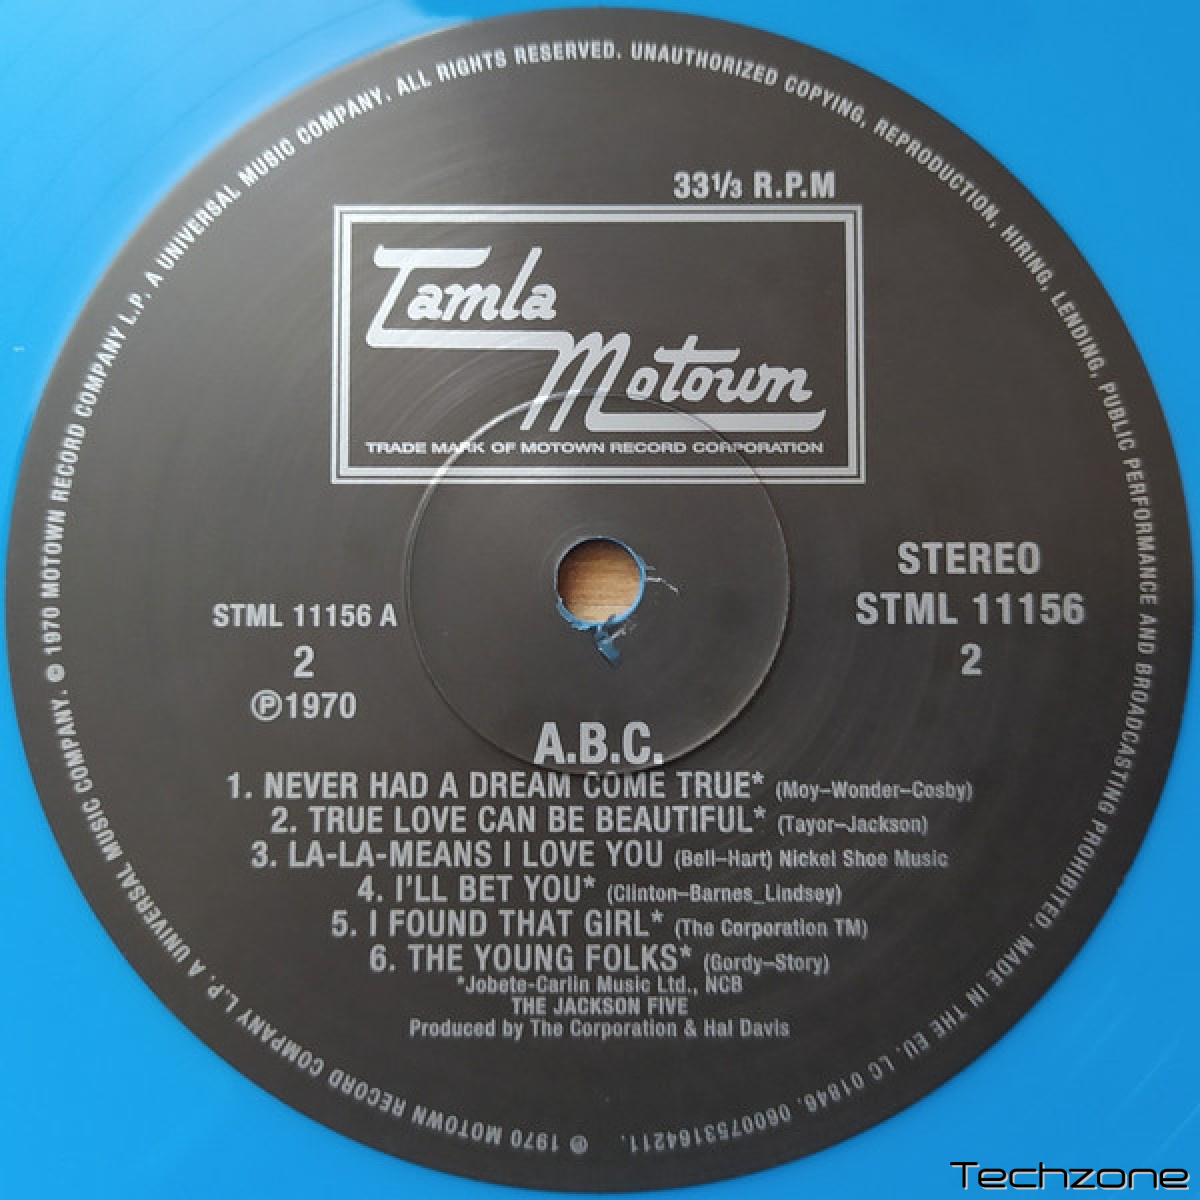 ℗ 1970 MOTOWN RECORD COMPANY L.P. A UNIVERSAL MUSIC COMPANY. © 1970 MOTOWN RECORD COMPANY L.P. A UNIVERSAL MUSIC COMPANY. ALL RIGHTS RESERVED. UNAUTHORIZED COPYING, REPRODUCTION, HIRING, LENDING, PUBLIC PERFORMANCE AND BROADCASTING PROHIBITED. MADE IN THE EU. LC 01846. 0600753164211.
33 1/3 R.P.M
Tamla
Motown
TRADE MARK OF MOTOWN RECORD CORPORATION
STEREO
STML 11156
2
STML 11156 A
2
℗1970
A.B.C.
1. NEVER HAD A DREAM COME TRUE* (Moy–Wonder–Cosby)
2. TRUE LOVE CAN BE BEAUTIFUL* (Tayor–Jackson)
3. LA-LA-MEANS I LOVE YOU (Bell–Hart) Nickel Shoe Music
4. I'LL BET YOU* (Clinton–Barnes_Lindsey)
5. I FOUND THAT GIRL* (The Corporation TM)
6. THE YOUNG FOLKS* (Gordy–Story)
*Jobete-Carlin Music Ltd., NCB
THE JACKSON FIVE
Produced by The Corporation & Hal Davis
Techzone